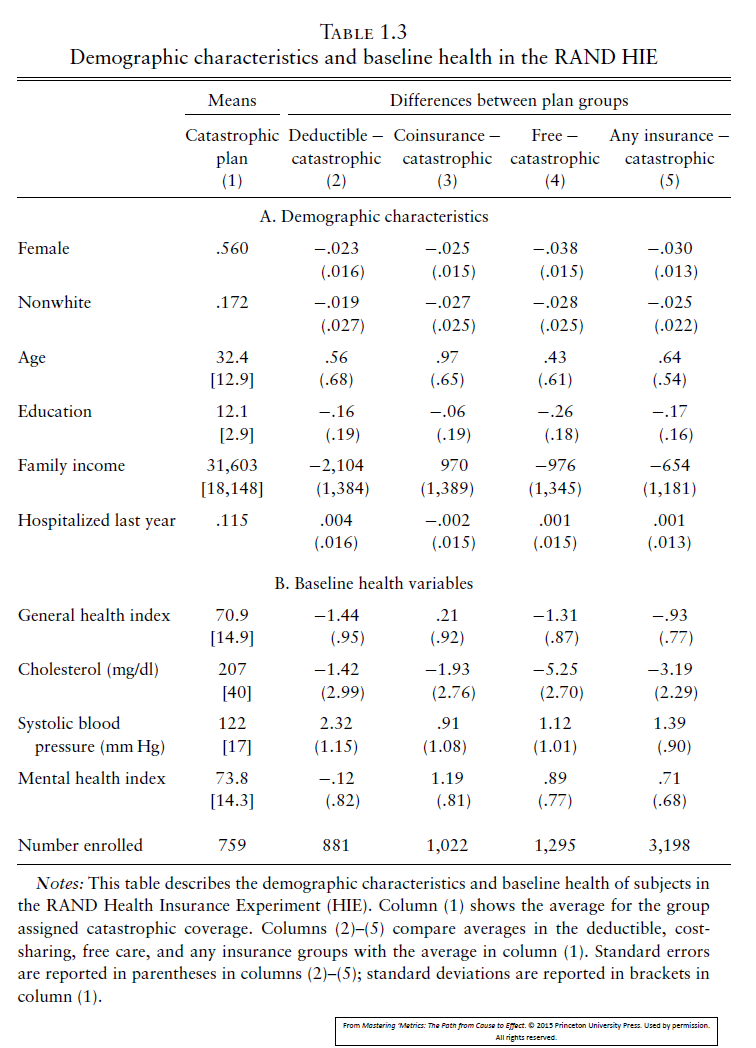 TABLE 1.3
Demographic characteristics and baseline health in the RAND HIE
Means Differences between plan groups
Catastrophic Deductible – Coinsurance – Free – Any insurance –
plan catastrophic catastrophic catastrophic catastrophic
(1) (2) (3) (4) (5)
A. Demographic characteristics
Female .560 −.023 −.025 −.038 −.030
(.016) (.015) (.015) (.013)
Nonwhite .172 −.019 −.027 −.028 −.025
(.027) (.025) (.025) (.022)
Age 32.4 .56 .97 .43 .64
[12.9] (.68) (.65) (.61) (.54)
Education 12.1 −.16 −.06 −.26 −.17
[2.9] (.19) (.19) (.18) (.16)
Family income 31,603 −2,104 970 −976 −654
[18,148] (1,384) (1,389) (1,345) (1,181)
Hospitalized last year .115 .004 −.002 .001 .001
(.016) (.015) (.015) (.013)
B. Baseline health variables
General health index 70.9 −1.44 .21 −1.31 −.93
[14.9] (.95) (.92) (.87) (.77)
Cholesterol (mg/dl) 207 −1.42 −1.93 −5.25 −3.19
[40] (2.99) (2.76) (2.70) (2.29)
Systolic blood 122 2.32 .91 1.12 1.39
pressure (mm Hg) [17] (1.15) (1.08) (1.01) (.90)
Mental health index 73.8 −.12 1.19 .89 .71
[14.3] (.82) (.81) (.77) (.68)
Number enrolled 759 881 1,022 1,295 3,198
Notes: This table describes the demographic characteristics and baseline health of subjects in
the RAND Health Insurance Experiment (HIE). Column (1) shows the average for the group
assigned catastrophic coverage. Columns (2)–(5) compare averages in the deductible, cost-
sharing, free care, and any insurance groups with the average in column (1). Standard errors
are reported in parentheses in columns (2)–(5); standard deviations are reported in brackets in
column (1).
From Mastering 'Metrics: The Path from Cause to Effect. © 2015 Princeton University Press. Used by permission.
All rights reserved.